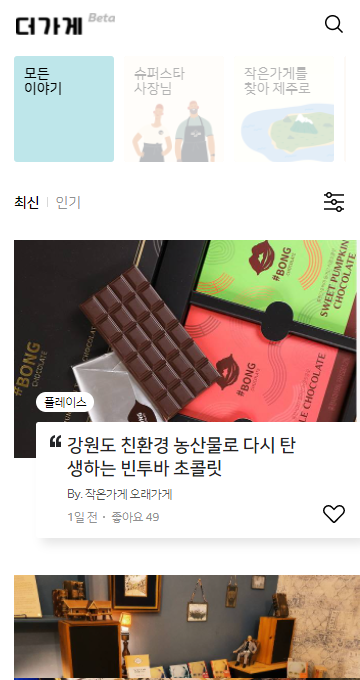 더가게 Beta
모든
이야기
슈퍼스타
사장님
작은가게를
찾아 제주로
최신 인기
#BONG
CHOCOLATE
SWEET PUMPKIN
CHOCOLATE
#BONG
#BONG
CHOCOLATE
플레이스
강원도 친환경 농산물로 다시 탄
생하는 빈투바 초콜릿
By. 작은가게 오래가게
1일 전 · 좋아요 49